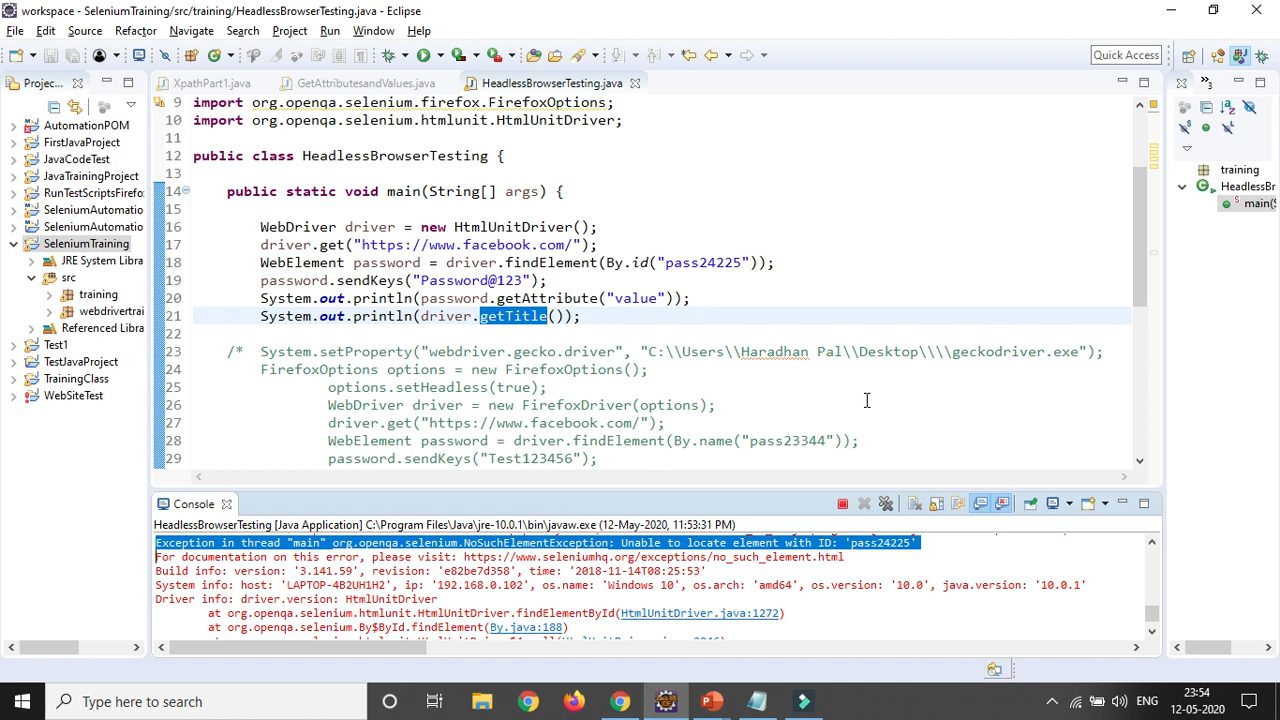 workspace - SeleniumTraining/src/training/HeadlessBrowserTesting.java - Eclipse
File Edit Source Refactor Navigate Search Project Run Window Help
Quick Access
Projec...
XpathPart1.java
GetAttributesandValues.java
HeadlessBrowserTesting.java
AutomationPOM
FirstJavaProject
JavaCodeTest
JavaTrainingProject
RunTestScriptsFirefo
SeleniumAutomatio
SeleniumAutomatio
SeleniumTraining
JRE System Libra
src
training
webdrivertrai
Referenced Libra
Test1
TestJavaProject
TrainingClass
WebSiteTest
9 import org.openqa.selenium.firefox.FirefoxOptions;
10 import org.openqa.selenium.htmlunit.HtmlUnitDriver;
11
12 public class HeadlessBrowserTesting {
13
14 public static void main(String[] args) {
15
16 WebDriver driver = new HtmlUnitDriver();
17 driver.get("https://www.facebook.com/");
18 WebElement password = driver.findElement(By.id("pass24225"));
19 password.sendKeys("Password@123");
20 System.out.println(password.getAttribute("value"));
21 System.out.println(driver.getTitle());
22
23 /* System.setProperty("webdriver.gecko.driver", "C:\\Users\\Haradhan Pal\\Desktop\\\\geckodriver.exe");
24 FirefoxOptions options = new FirefoxOptions();
25 options.setHeadless(true);
26 WebDriver driver = new FirefoxDriver(options);
27 driver.get("https://www.facebook.com/");
28 WebElement password = driver.findElement(By.name("pass23344"));
29 password.sendKeys("Test123456");
training
HeadlessBr
main(S
Console
HeadlessBrowserTesting [Java Application] C:\Program Files\Java\jre-10.0.1\bin\javaw.exe (12-May-2020, 11:53:31 PM)
Exception in thread "main" org.openqa.selenium.NoSuchElementException: Unable to locate element with ID: 'pass24225'
For documentation on this error, please visit: https://www.seleniumhq.org/exceptions/no_such_element.html
Build info: version: '3.141.59', revision: 'e82be7d358', time: '2018-11-14T08:25:53'
System info: host: 'LAPTOP-4B2UH1H2', ip: '192.168.0.102', os.name: 'Windows 10', os.arch: 'amd64', os.version: '10.0', java.version: '10.0.1'
Driver info: driver.version: HtmlUnitDriver
at org.openqa.selenium.htmlunit.HtmlUnitDriver.findElementById(HtmlUnitDriver.java:1272)
at org.openqa.selenium.By$ById.findElement(By.java:188)
Type here to search
ENG
23:54
12-05-2020